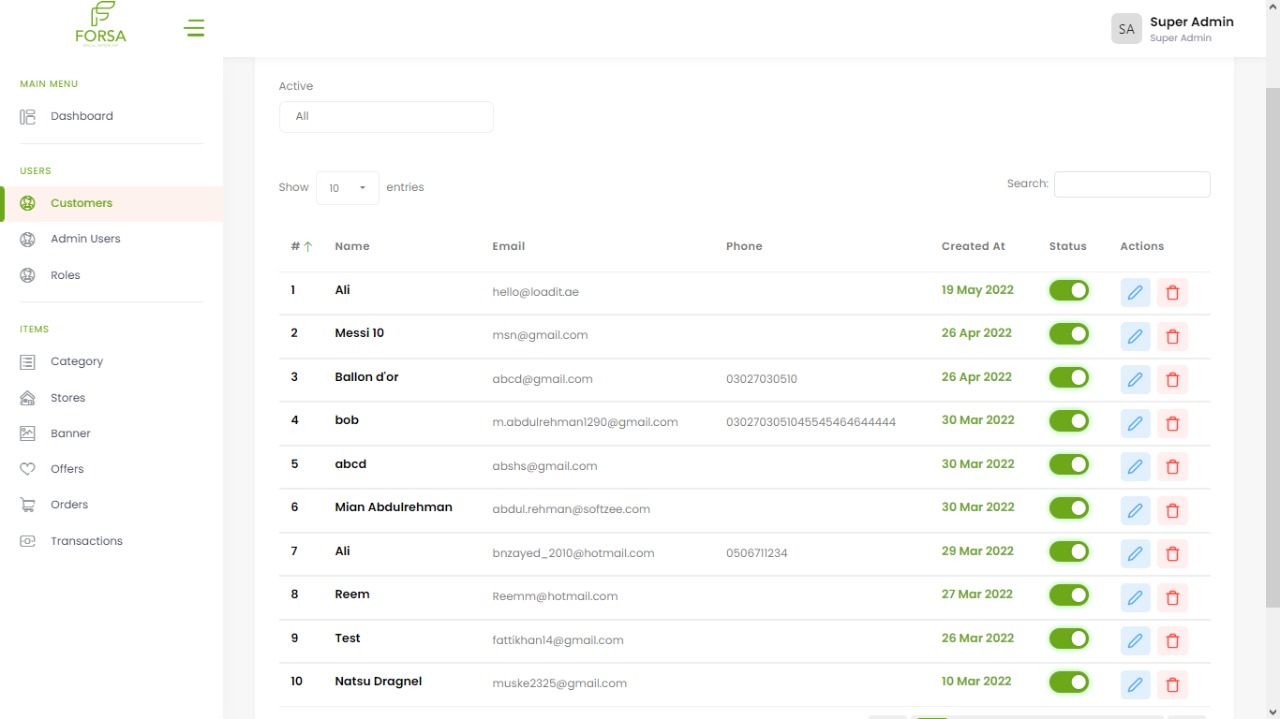 FORSA
Super Admin
SA
Super Admin
MAIN MENU
Dashboard
USERS
Customers
Admin Users
Roles
ITEMS
Category
Stores
Banner
Offers
Orders
Transactions
Active
All
Show 10 entries
Search:
# Name Email Phone Created At Status Actions
1 Ali hello@loadit.ae 19 May 2022
2 Messi 10 msn@gmail.com 26 Apr 2022
3 Ballon d'or abcd@gmail.com 03027030510 26 Apr 2022
4 bob m.abdulrehman1290@gmail.com 0302703051045545464644444 30 Mar 2022
5 abcd abshs@gmail.com 30 Mar 2022
6 Mian Abdulrehman abdul.rehman@softzee.com 30 Mar 2022
7 Ali bnzayed_2010@hotmail.com 0506711234 29 Mar 2022
8 Reem Reemm@hotmail.com 27 Mar 2022
9 Test fattikhan14@gmail.com 26 Mar 2022
10 Natsu Dragnel muske2325@gmail.com 10 Mar 2022